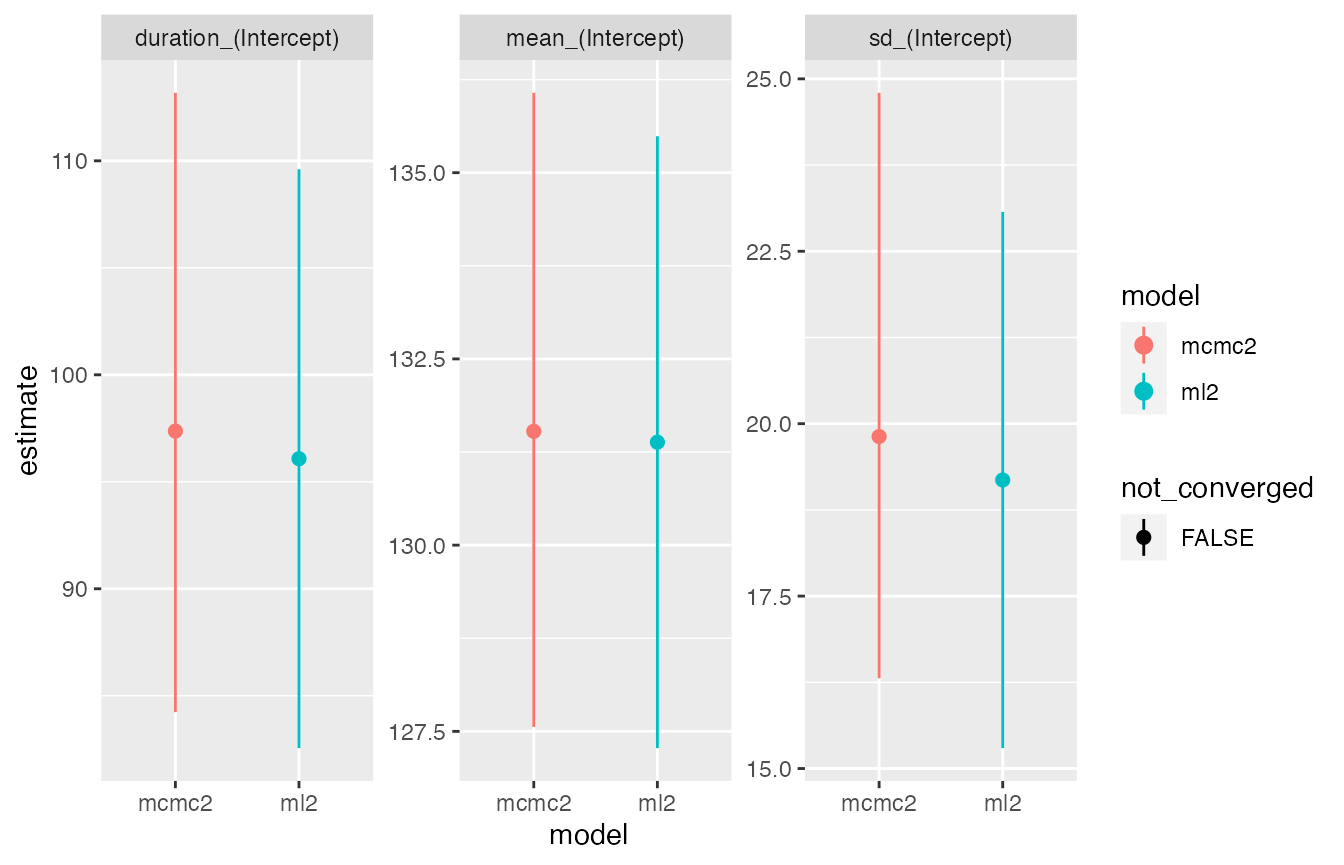 duration_(Intercept)
mean_(Intercept)
sd_(Intercept)
estimate
110
100
90
135.0
132.5
130.0
127.5
25.0
22.5
20.0
17.5
15.0
mcmc2
ml2
mcmc2
ml2
mcmc2
ml2
model
model
mcmc2
ml2
not_converged
FALSE